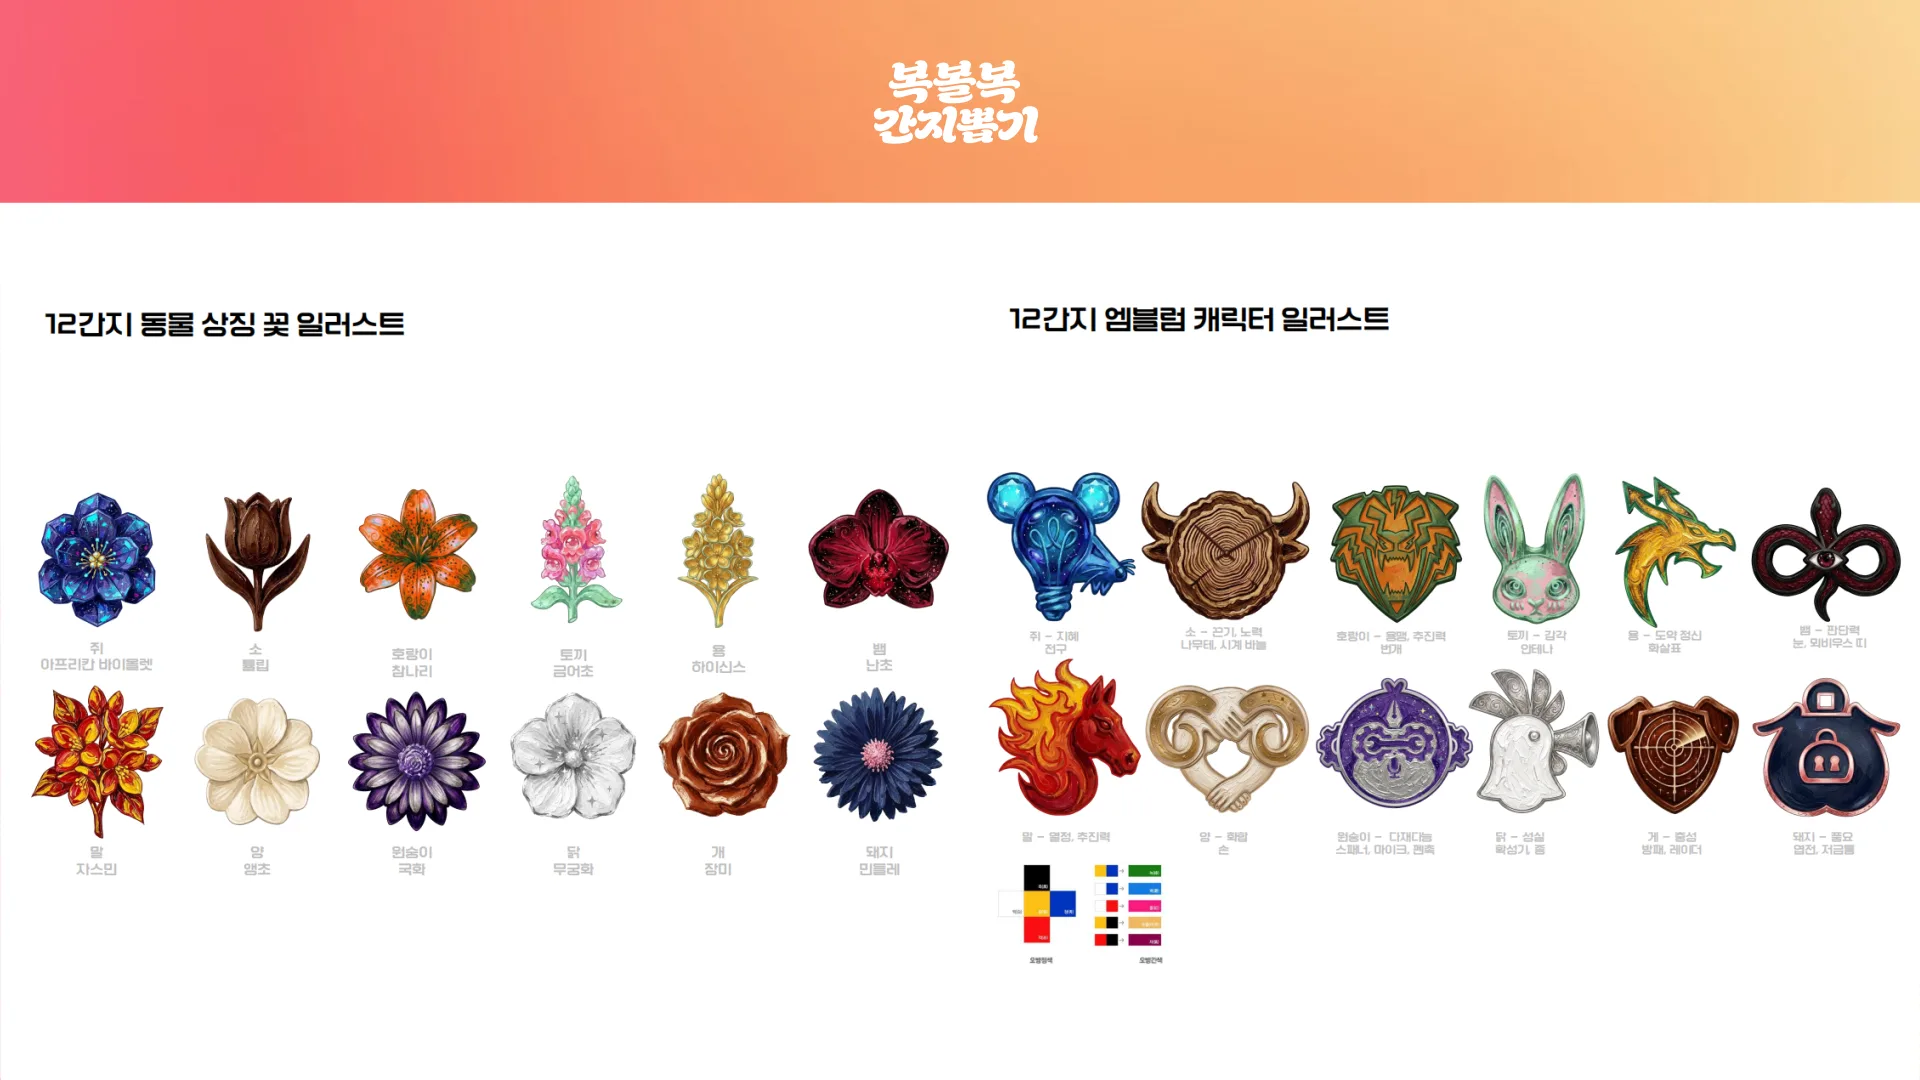 복볼복
간지뽑기
12간지 동물 상징 꽃 일러스트
쥐
아프리칸 바이올렛
소
튤립
호랑이
참나리
토끼
금어초
용
하이신스
뱀
난초
말
자스민
양
앵초
원숭이
국화
닭
무궁화
개
장미
돼지
민들레
12간지 엠블럼 캐릭터 일러스트
쥐 - 지혜
전구
소 - 끈기, 노력
나무테, 시계 바늘
호랑이 - 용맹, 추진력
번개
토끼 - 감각
안테나
용 - 도약 정신
화살표
뱀 - 판단력
눈, 뫼비우스 띠
말 - 열정, 추진력
양 - 화합
손
원숭이 - 다재다능
스패너, 마이크, 펜촉
닭 - 성실
확성기, 종
개 - 충성
방패, 레이더
돼지 - 풍요
엽전, 저금통
오방정색
오방간색